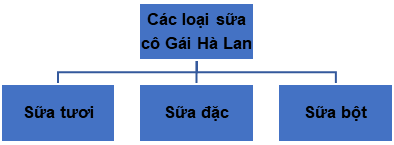 Các loại sữa
cô Gái Hà Lan
Sữa tươi
Sữa đặc
Sữa bột